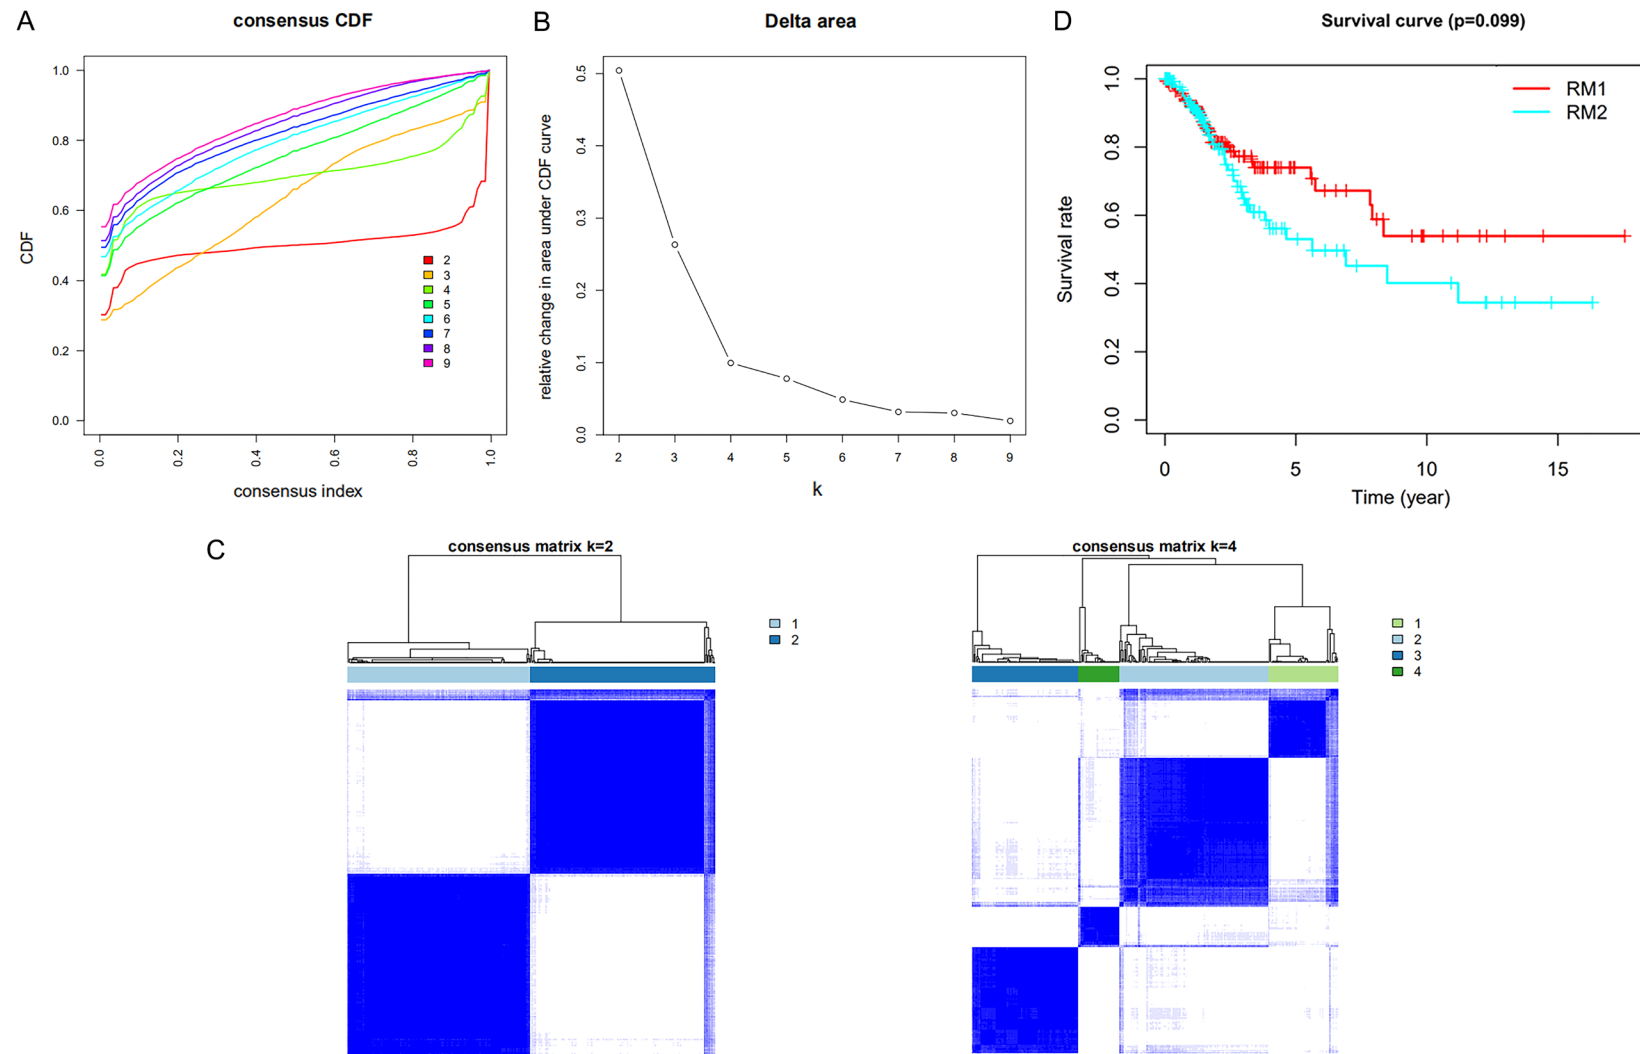 A
consensus CDF
CDF
1.0
0.8
0.6
0.4
0.2
0.0
2
3
4
5
6
7
8
9
0.0
0.2
0.4
0.6
0.8
1.0
consensus index
B
Delta area
relative change in area under CDF curve
0.5
0.4
0.3
0.2
0.1
0.0
2
3
4
5
6
7
8
9
k
D
Survival curve (p=0.099)
Survival rate
1.0
0.8
0.6
0.4
0.2
0.0
RM1
RM2
0
5
10
15
Time (year)
C
consensus matrix k=2
1
2
consensus matrix k=4
1
2
3
4